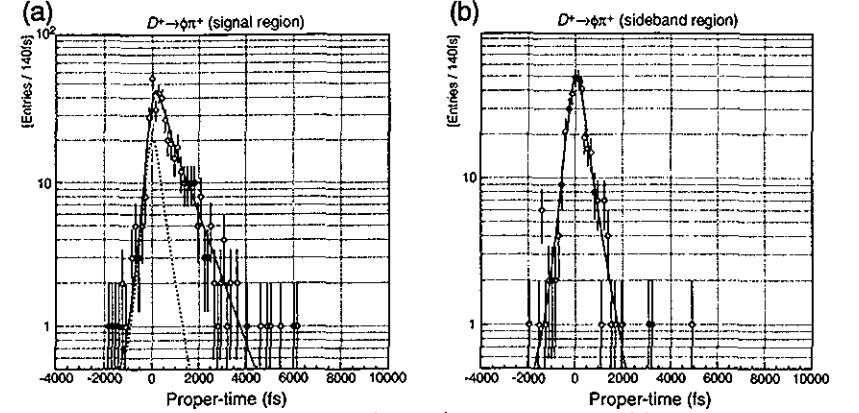 (a)
D⁺→ϕπ⁺ (signal region)
[Entries / 140fs]
10²
10
1
-4000 -2000 0 2000 4000 6000 8000 10000
Proper-time (fs)
(b)
D⁺→ϕπ⁺ (sideband region)
[Entries / 140fs]
10
1
-4000 -2000 0 2000 4000 6000 8000 10000
Proper-time (fs)